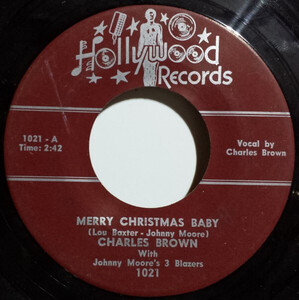 Hollywood
Records
1021 - A
Time: 2:42
Vocal by
Charles Brown
MERRY CHRISTMAS BABY
(Lou Baxter - Johnny Moore)
CHARLES BROWN
With
Johnny Moore's 3 Blazers
1021